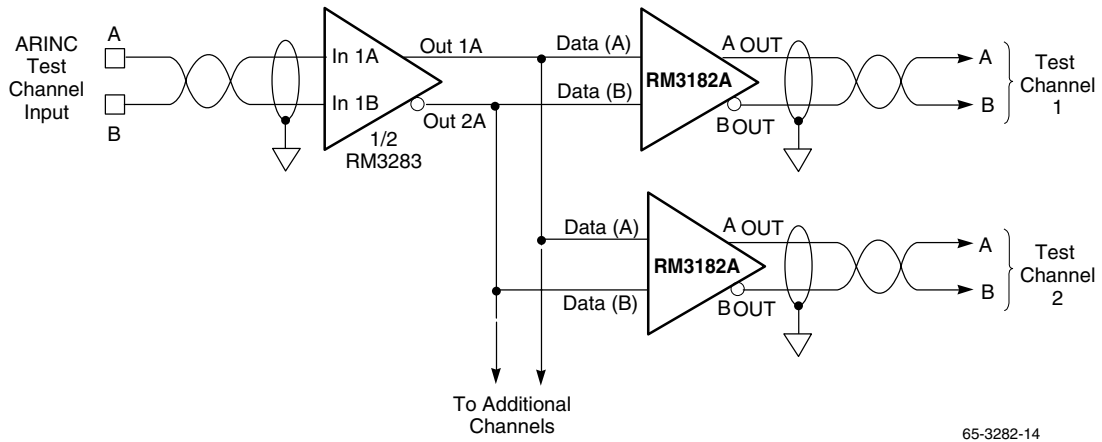 ARINC
Test
Channel
Input
A
B
In 1A
In 1B
1/2
RM3283
Out 1A
Out 2A
Data (A)
Data (B)
RM3182A
A OUT
B OUT
A
B
Test
Channel
1
Data (A)
Data (B)
RM3182A
A OUT
B OUT
A
B
Test
Channel
2
To Additional
Channels
65-3282-14